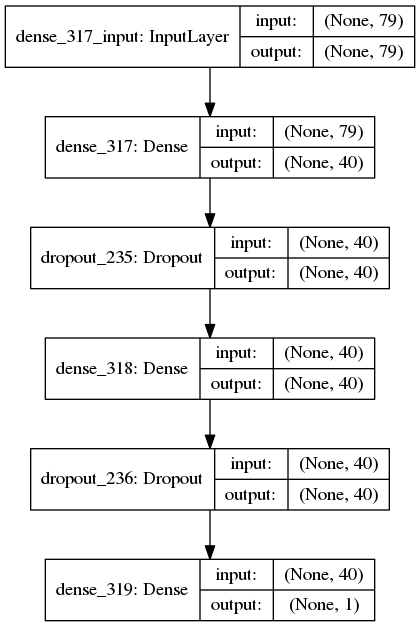 dense_317_input: InputLayer
input: (None, 79)
output: (None, 79)
dense_317: Dense
input: (None, 79)
output: (None, 40)
dropout_235: Dropout
input: (None, 40)
output: (None, 40)
dense_318: Dense
input: (None, 40)
output: (None, 40)
dropout_236: Dropout
input: (None, 40)
output: (None, 40)
dense_319: Dense
input: (None, 40)
output: (None, 1)